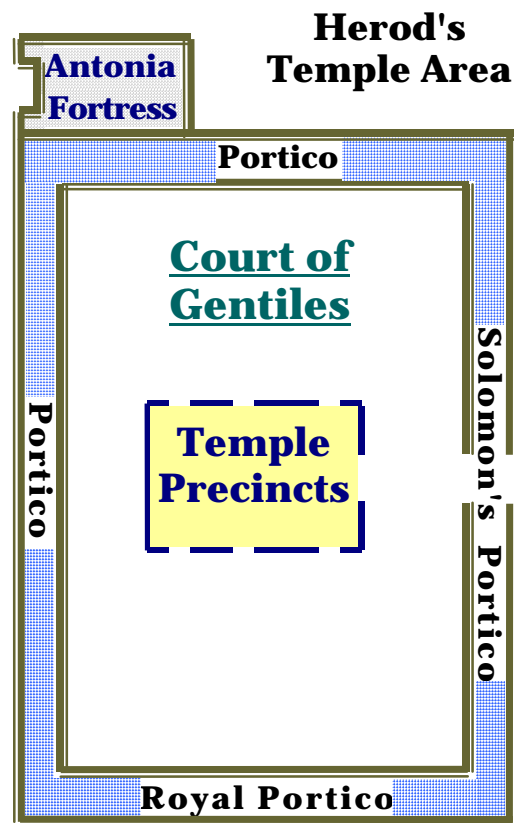 Herod's
Temple Area
Antonia
Fortress
Portico
Court of
Gentiles
Solomon's Portico
Portico
Temple
Precincts
Royal Portico